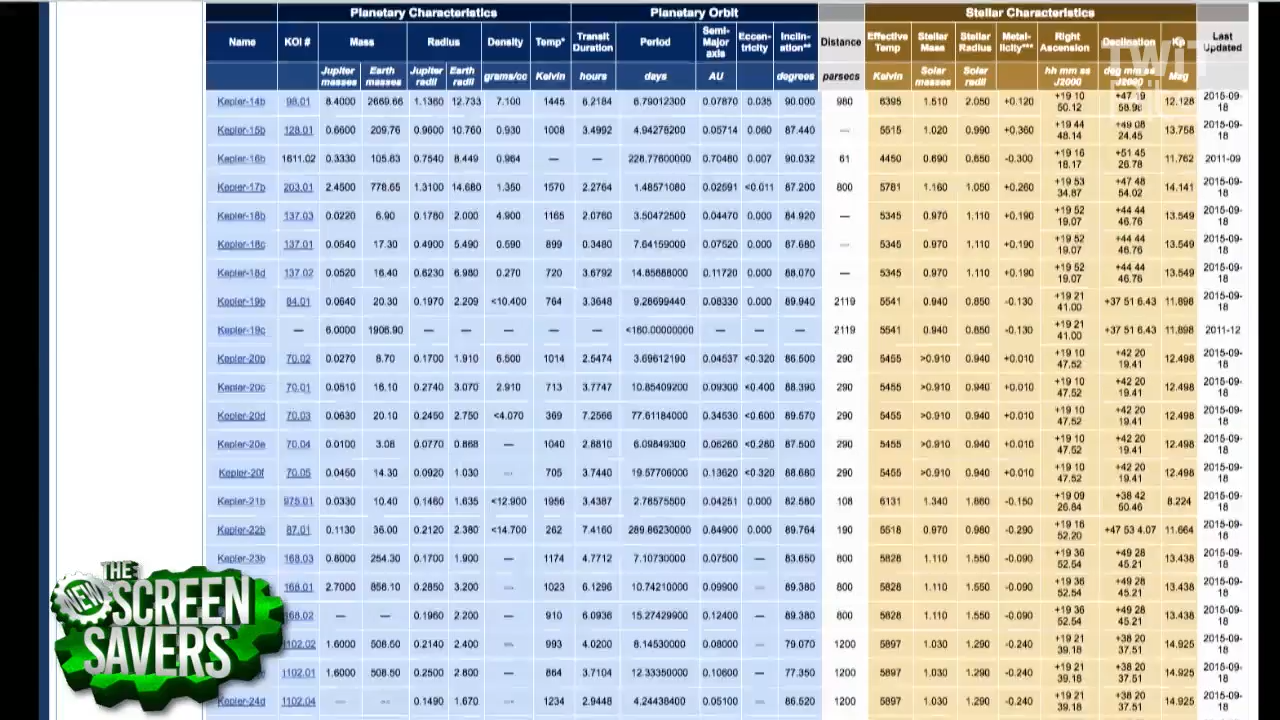 Planetary Characteristics Planetary Orbit Stellar Characteristics
Name KOI # Mass Radius Density Temp* Transit Duration Period Semi-Major axis Eccen-tricity Inclin-ation** Distance Effective Temp Stellar Mass Stellar Radius Metal-licity*** Right Ascension Declination Kp Last Updated
Jupiter masses Earth masses Jupiter radii Earth radii grams/cc Kelvin hours days AU degrees parsecs Kelvin Solar masses Solar radii hh mm ss J2000 deg mm ss J2000 Mag
TWiT
Kepler-14b 98.01 8.4000 2669.66 1.1360 12.733 7.100 1445 6.2184 6.79012300 0.07870 0.035 90.000 980 6395 1.510 2.050 +0.120 +19 10 50.12 +47 19 58.98 12.128 2015-09-18
Kepler-15b 128.01 0.6600 209.76 0.9600 10.760 0.930 1008 3.4992 4.94278200 0.05714 0.060 87.440 — 5515 1.020 0.990 +0.360 +19 44 48.14 +49 08 24.45 13.758 2015-09-18
Kepler-16b 1611.02 0.3330 105.83 0.7540 8.449 0.964 — — 228.77600000 0.70480 0.007 90.032 61 4450 0.690 0.650 -0.300 +19 16 18.17 +51 45 26.78 11.762 2011-09
Kepler-17b 203.01 2.4500 778.65 1.3100 14.680 1.350 1570 2.2764 1.48571080 0.02591 <0.011 87.200 800 5781 1.160 1.050 +0.260 +19 53 34.87 +47 48 54.02 14.141 2015-09-18
Kepler-18b 137.03 0.0220 6.90 0.1780 2.000 4.900 1165 2.0760 3.50472500 0.04470 0.000 84.920 — 5345 0.970 1.110 +0.190 +19 52 19.07 +44 44 46.76 13.549 2015-09-18
Kepler-18c 137.01 0.0540 17.30 0.4900 5.490 0.590 899 0.3480 7.64159000 0.07520 0.000 87.680 — 5345 0.970 1.110 +0.190 +19 52 19.07 +44 44 46.76 13.549 2015-09-18
Kepler-18d 137.02 0.0520 16.40 0.6230 6.980 0.270 720 3.6792 14.85888000 0.11720 0.000 88.070 — 5345 0.970 1.110 +0.190 +19 52 19.07 +44 44 46.76 13.549 2015-09-18
Kepler-19b 84.01 0.0640 20.30 0.1970 2.209 <10.400 764 3.3648 9.28699440 0.08330 0.000 89.940 2119 5541 0.940 0.850 -0.130 +19 21 41.00 +37 51 6.43 11.898 2015-09-18
Kepler-19c — 6.0000 1906.90 — — — — — <160.00000000 — — — 2119 5541 0.940 0.850 -0.130 +19 21 41.00 +37 51 6.43 11.898 2011-12
Kepler-20b 70.02 0.0270 8.70 0.1700 1.910 6.500 1014 2.5474 3.69612190 0.04537 <0.320 86.500 290 5455 >0.910 0.940 +0.010 +19 10 47.52 +42 20 19.41 12.498 2015-09-18
Kepler-20c 70.01 0.0510 16.10 0.2740 3.070 2.910 713 3.7747 10.85409200 0.09300 <0.400 88.390 290 5455 >0.910 0.940 +0.010 +19 10 47.52 +42 20 19.41 12.498 2015-09-18
Kepler-20d 70.03 0.0630 20.10 0.2450 2.750 <4.070 369 7.2566 77.61184000 0.34530 <0.600 89.570 290 5455 >0.910 0.940 +0.010 +19 10 47.52 +42 20 19.41 12.498 2015-09-18
Kepler-20e 70.04 0.0100 3.08 0.0770 0.868 — 1040 2.8810 6.09849300 0.06260 <0.280 87.500 290 5455 >0.910 0.940 +0.010 +19 10 47.52 +42 20 19.41 12.498 2015-09-18
Kepler-20f 70.05 0.0450 14.30 0.0920 1.030 — 705 3.7440 19.57706000 0.13620 <0.320 88.680 290 5455 >0.910 0.940 +0.010 +19 10 47.52 +42 20 19.41 12.498 2015-09-18
Kepler-21b 975.01 0.0330 10.40 0.1460 1.635 <12.900 1956 3.4387 2.78575500 0.04251 0.000 82.580 108 6131 1.340 1.860 -0.150 +19 09 26.84 +38 42 50.46 8.224 2015-09-18
Kepler-22b 87.01 0.1130 36.00 0.2120 2.380 <14.700 262 7.4160 289.86230000 0.84900 0.000 89.764 190 5518 0.970 0.980 -0.290 +19 16 52.20 +47 53 4.07 11.664 2015-09-18
Kepler-23b 168.03 0.8000 254.30 0.1700 1.900 — 1174 4.7712 7.10730000 0.07500 — 83.650 800 5828 1.110 1.550 -0.090 +19 36 52.54 +49 28 45.21 13.438 2015-09-18
168.01 2.7000 858.10 0.2850 3.200 — 1023 6.1296 10.74210000 0.09900 — 89.380 800 5828 1.110 1.550 -0.090 +19 36 52.54 +49 28 45.21 13.438 2015-09-18
168.02 — — 0.1960 2.200 — 910 6.0936 15.27429900 0.12400 — 89.380 800 5828 1.110 1.550 -0.090 +19 36 52.54 +49 28 45.21 13.438 2015-09-18
1102.02 1.6000 508.50 0.2140 2.400 — 993 4.0200 8.14530000 0.08000 — 79.070 1200 5897 1.030 1.290 -0.240 +19 21 39.18 +38 20 37.51 14.925 2015-09-18
1102.01 1.6000 508.50 0.2500 2.800 — 864 3.7104 12.33350000 0.10600 — 77.350 1200 5897 1.030 1.290 -0.240 +19 21 39.18 +38 20 37.51 14.925 2015-09-18
Kepler-24d 1102.04 — — 0.1490 1.670 — 1234 2.9448 4.24438400 0.05100 — 86.520 1200 5897 1.030 1.290 -0.240 +19 21 39.18 +38 20 37.51 14.925 2015-09-18
THE
NEW SCREEN
SAVERS